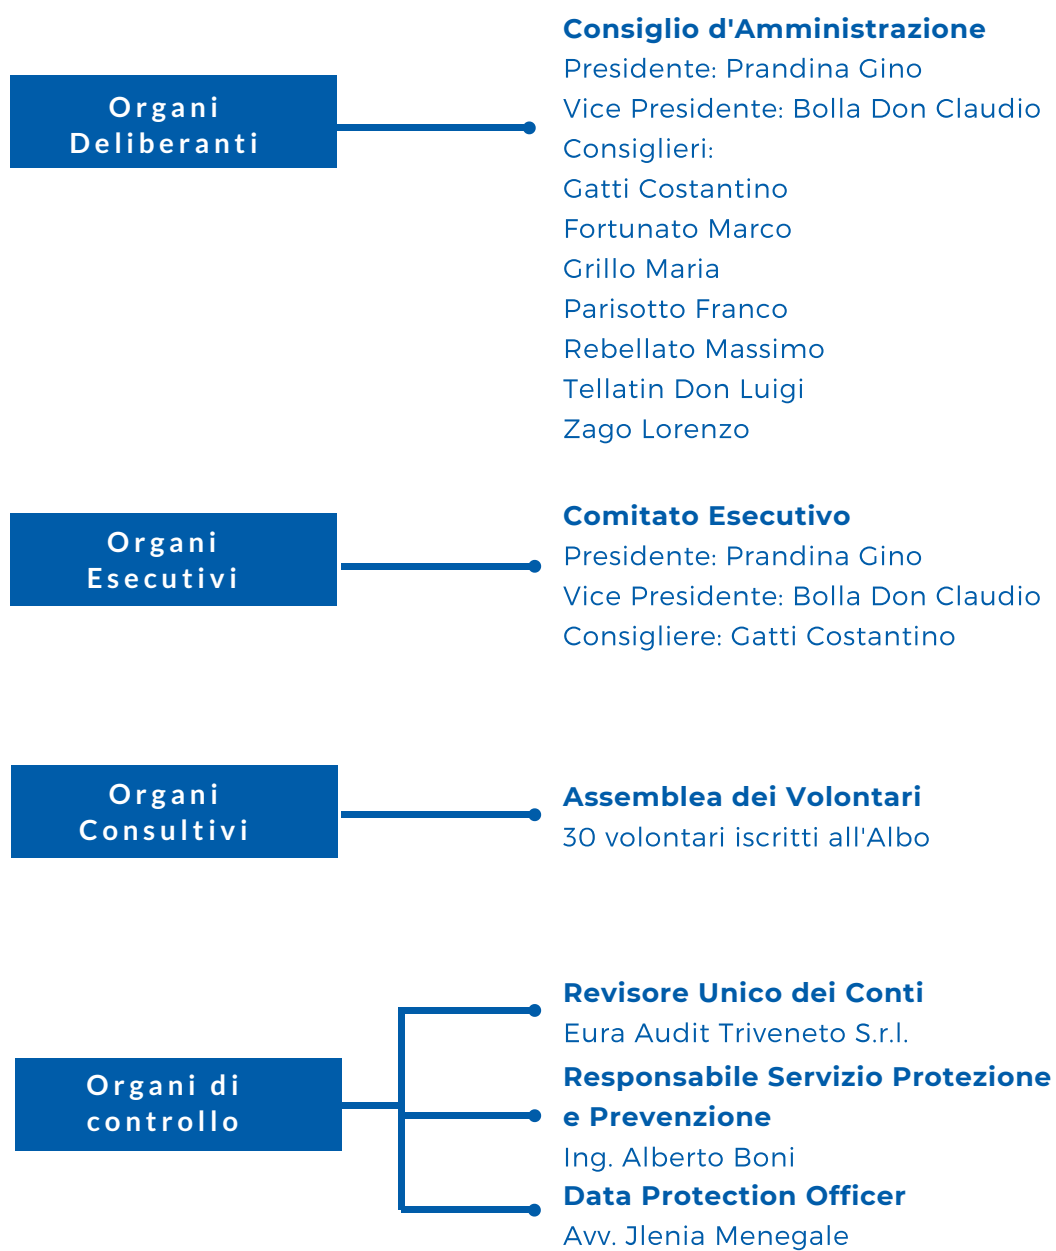 Organi
Deliberanti
Consiglio d'Amministrazione
Presidente: Prandina Gino
Vice Presidente: Bolla Don Claudio
Consiglieri:
Gatti Costantino
Fortunato Marco
Grillo Maria
Parisotto Franco
Rebellato Massimo
Tellatin Don Luigi
Zago Lorenzo
Organi
Esecutivi
Comitato Esecutivo
Presidente: Prandina Gino
Vice Presidente: Bolla Don Claudio
Consigliere: Gatti Costantino
Organi
Consultivi
Assemblea dei Volontari
30 volontari iscritti all'Albo
Organi di
controllo
Revisore Unico dei Conti
Eura Audit Triveneto S.r.l.
Responsabile Servizio Protezione
e Prevenzione
Ing. Alberto Boni
Data Protection Officer
Avv. Jlenia Menegale